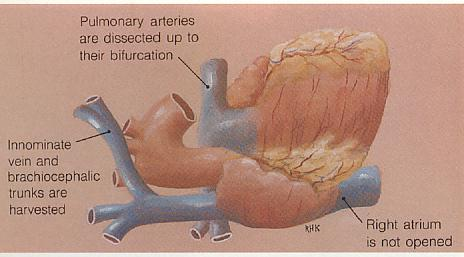 Pulmonary arteries
are dissected up to
their bifurcation
Innominate
vein and
brachiocephalic
trunks are
harvested
Right atrium
is not opened
KHK